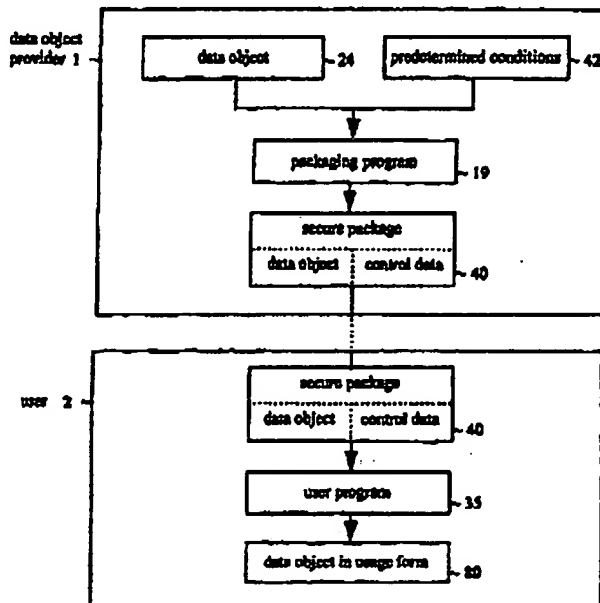 data object
provider 1
data object
24
predetermined conditions
42
packaging program
19
secure package
data object
control data
40
user 2
secure package
data object
control data
40
user program
35
data object in usage form
80